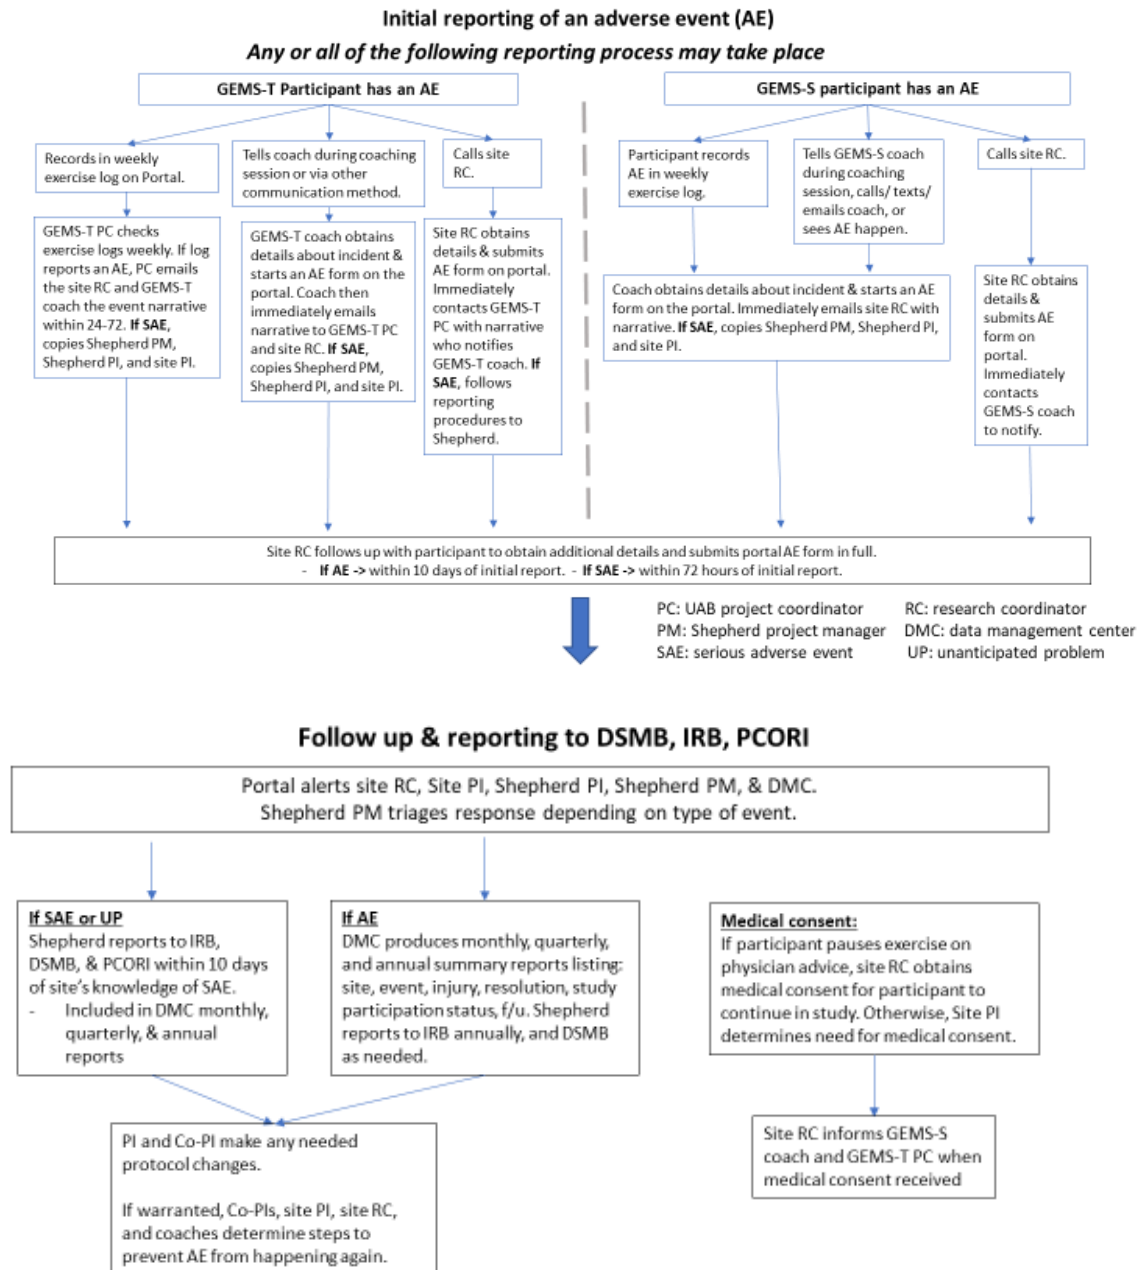 Initial reporting of an adverse event (AE)
Any or all of the following reporting process may take place
GEMS-T Participant has an AE
Records in weekly
exercise log on Portal.
Tells coach during coaching
session or via other
communication method.
Calls site
RC.
GEMS-T PC checks
exercise logs weekly. If log
reports an AE, PC emails
the site RC and GEMS-T
coach the event narrative
within 24-72. If SAE,
copies Shepherd PM,
Shepherd PI, and site PI.
GEMS-T coach obtains
details about incident &
starts an AE form on the
portal. Coach then
immediately emails
narrative to GEMS-T PC
and site RC. If SAE,
copies Shepherd PM,
Shepherd PI, and site PI.
Site RC obtains
details & submits
AE form on portal.
Immediately
contacts GEMS-T
PC with narrative
who notifies
GEMS-T coach. If
SAE, follows
reporting
procedures to
Shepherd.
GEMS-S participant has an AE
Participant records
AE in weekly
exercise log.
Tells GEMS-S coach
during coaching
session, calls/ texts/
emails coach, or
sees AE happen.
Calls site RC.
Coach obtains details about incident & starts an AE
form on the portal. Immediately emails site RC with
narrative. If SAE, copies Shepherd PM, Shepherd PI,
and site PI.
Site RC obtains
details &
submits AE
form on
portal.
Immediately
contacts
GEMS-S coach
to notify.
Site RC follows up with participant to obtain additional details and submits portal AE form in full.
- If AE -> within 10 days of initial report. - If SAE -> within 72 hours of initial report.
PC: UAB project coordinator RC: research coordinator
PM: Shepherd project manager DMC: data management center
SAE: serious adverse event UP: unanticipated problem
Follow up & reporting to DSMB, IRB, PCORI
Portal alerts site RC, Site PI, Shepherd PI, Shepherd PM, & DMC.
Shepherd PM triages response depending on type of event.
If SAE or UP
Shepherd reports to IRB,
DSMB, & PCORI within 10 days
of site's knowledge of SAE.
- Included in DMC monthly,
quarterly, & annual
reports
If AE
DMC produces monthly, quarterly,
and annual summary reports listing:
site, event, injury, resolution, study
participation status, f/u. Shepherd
reports to IRB annually, and DSMB
as needed.
Medical consent:
If participant pauses exercise on
physician advice, site RC obtains
medical consent for participant to
continue in study. Otherwise, Site PI
determines need for medical consent.
PI and Co-PI make any needed
protocol changes.
If warranted, Co-PIs, site PI, site RC,
and coaches determine steps to
prevent AE from happening again.
Site RC informs GEMS-S
coach and GEMS-T PC when
medical consent received